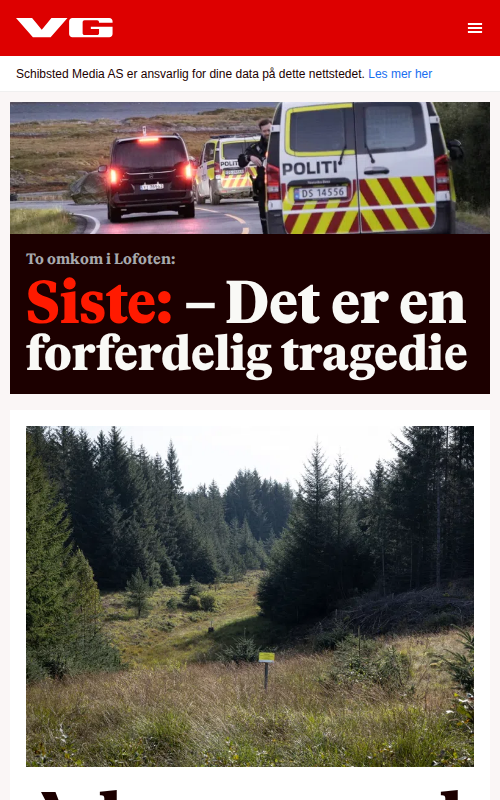 VG
Schibsted Media AS er ansvarlig for dine data på dette nettstedet. Les mer her
POLITI
POLITI
DS 14556
To omkom i Lofoten:
Siste: – Det er en
forferdelig tragedie